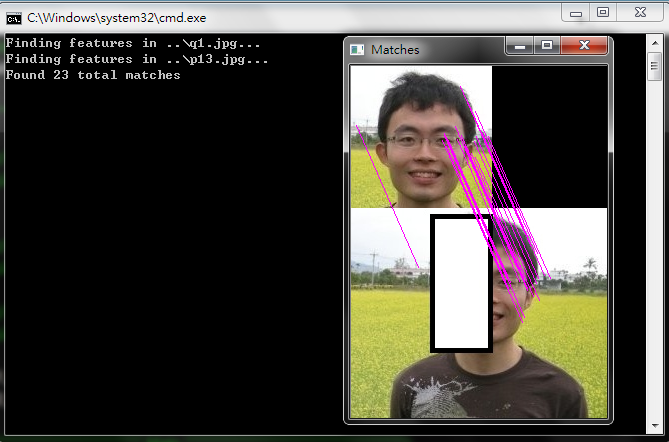 C:\Windows\system32\cmd.exe
Finding features in ..\q1.jpg...
Finding features in ..\p13.jpg...
Found 23 total matches
Matches